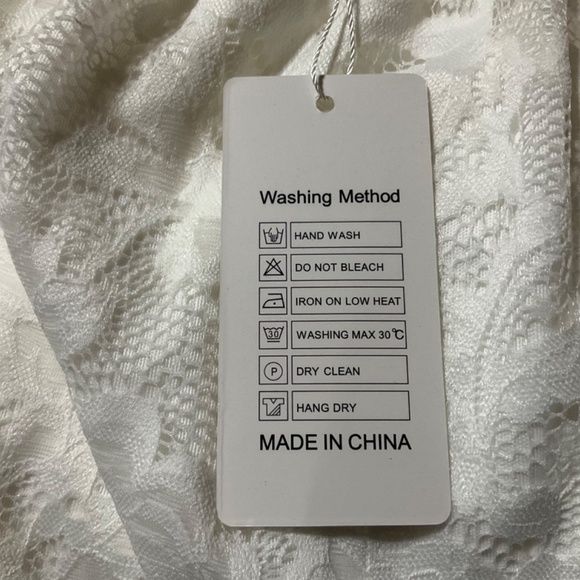 Washing Method
HAND WASH
DO NOT BLEACH
IRON ON LOW HEAT
30 WASHING MAX 30℃
P DRY CLEAN
HANG DRY
MADE IN CHINA